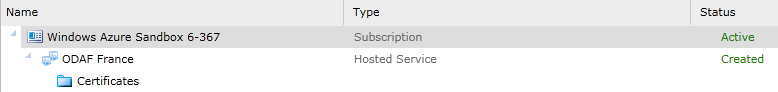 Name Type Status
Windows Azure Sandbox 6-367 Subscription Active
ODAF France Hosted Service Created
Certificates